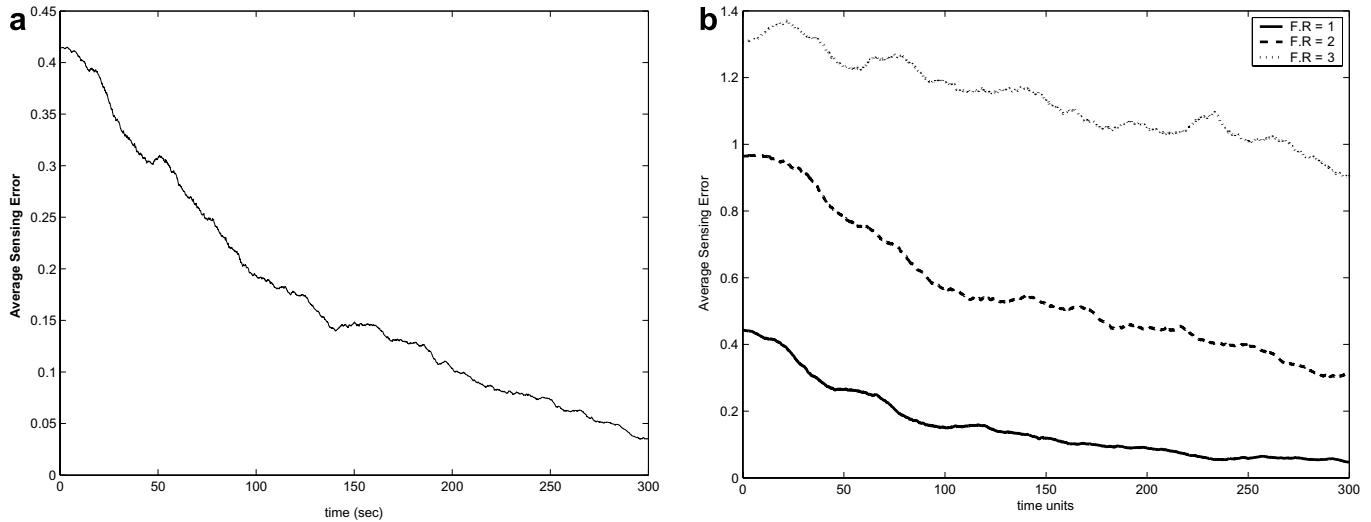 a
0.45
0.4
0.35
0.3
0.25
0.2
0.15
0.1
0.05
0
Average Sensing Error
0 50 100 150 200 250 300
time (sec)
b
1.4
1.2
1
0.8
0.6
0.4
0.2
0
Average Sensing Error
0 50 100 150 200 250 300
time units
F.R = 1
F.R = 2
F.R = 3